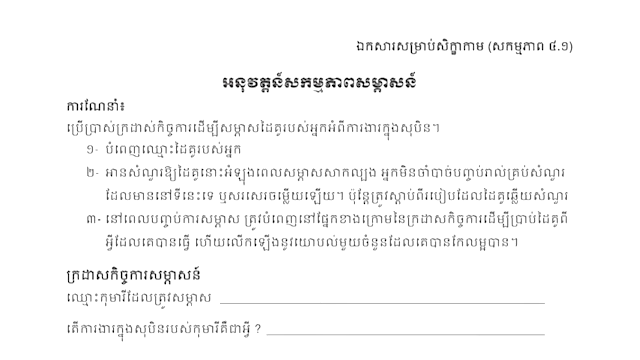 ឯកសារសម្រាប់សិក្ខាកាម (សកម្មភាព ៤.១)
អនុវត្តន៍សកម្មភាពសម្ភាសន៍
ការណែនាំ៖
ប្រើប្រាស់ក្រដាស់កិច្ចការដើម្បីសម្ភាសដៃគូរបស់អ្នកអំពីការងារក្នុងសុបិន។
១- បំពេញឈ្មោះដៃគូរបស់អ្នក
២- អានសំណួរឱ្យដៃគូនោះអំឡុងពេលសម្ភាសសាកល្បង អ្នកមិនចាំបាច់បញ្ចប់រាល់គ្រប់សំណួរ
ដែលមាននៅទីនេះទេ ឬសរសេរចម្លើយឡើយ។ ប៉ុន្តែត្រូវស្តាប់ពីរបៀបដែលដៃគូឆ្លើយសំណួរ
៣- នៅពេលបញ្ចប់ការសម្ភាស ត្រូវបំពេញនៅផ្នែកខាងក្រោមនៃក្រដាសកិច្ចការដើម្បីប្រាប់ដៃគូពី
អ្វីដែលគេបានធ្វើ ហើយលើកឡើងនូវយោបល់មួយចំនួនដែលគេបានកែលម្អបាន។
ក្រដាសកិច្ចការសម្ភាសន៍
ឈ្មោះកុមារីដែលត្រូវសម្ភាស
តើការងារក្នុងសុបិនរបស់កុមារីគឺជាអ្វី ?